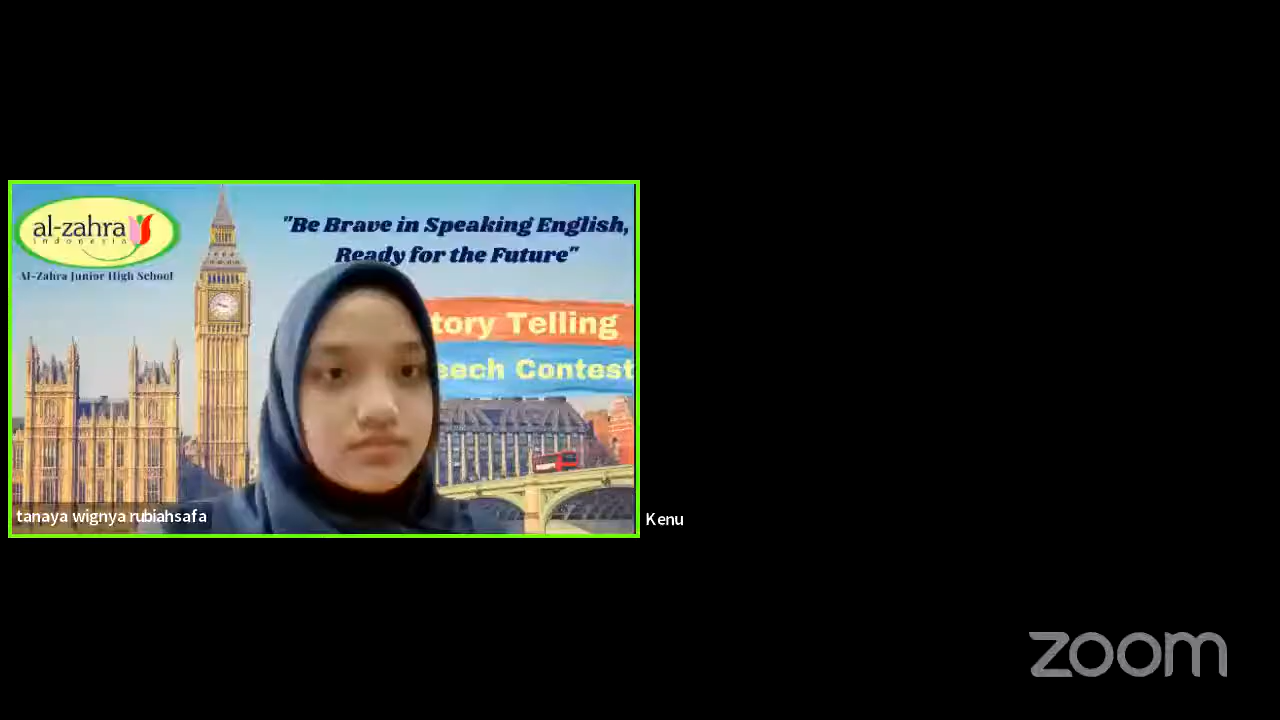 al-zahra
indonesia
Al-Zahra Junior High School
"Be Brave in Speaking English,
Ready for the Future"
tory Telling
eech Contest
tanaya wignya rubiahsafa
Kenu
zoom